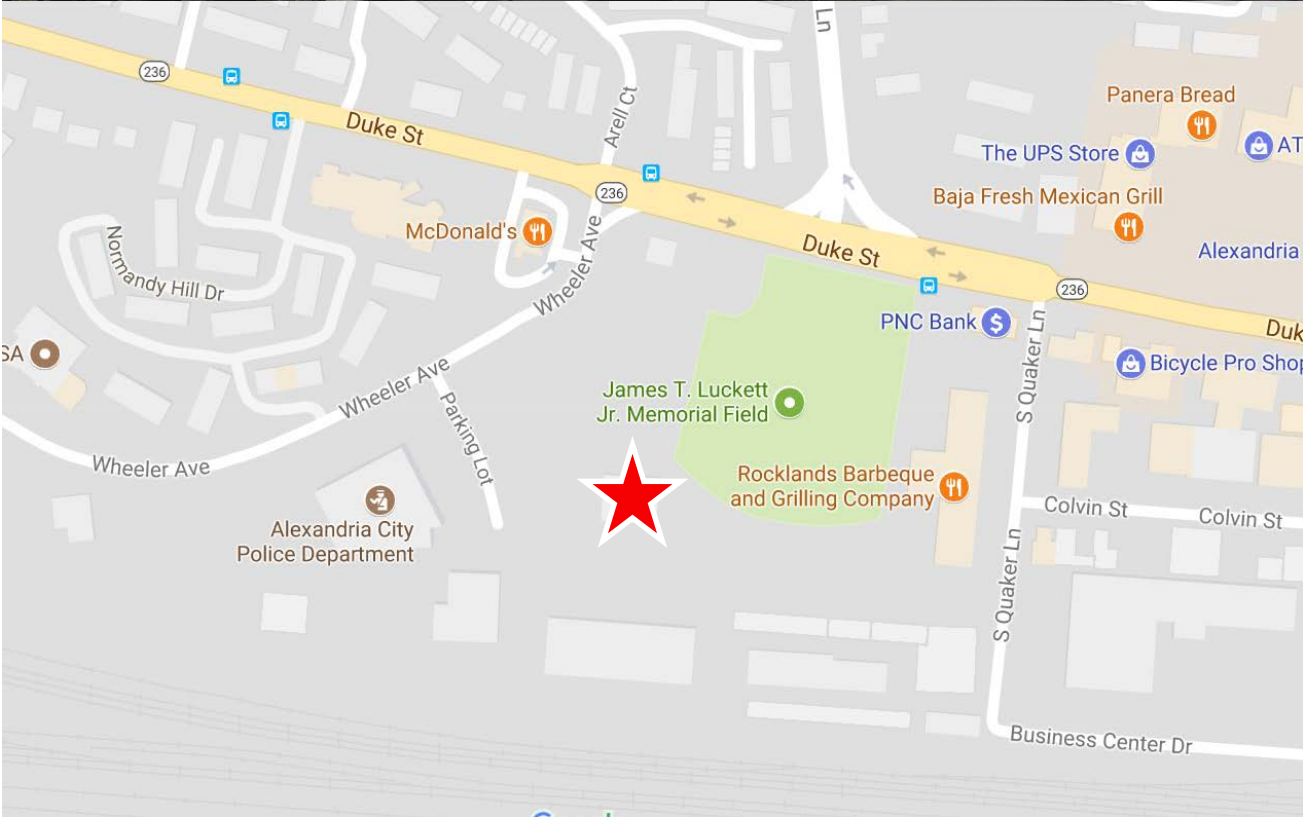 Ln
236
Duke St
Arell Ct
Panera Bread
The UPS Store
AT
236
Baja Fresh Mexican Grill
McDonald's
Duke St
Alexandria
Normandy Hill Dr
Wheeler Ave
236
PNC Bank
Duk
SA
S Quaker Ln
Bicycle Pro Shop
Wheeler Ave
James T. Luckett
Jr. Memorial Field
Parking Lot
Wheeler Ave
Rocklands Barbeque
and Grilling Company
Colvin St
Colvin St
Alexandria City
Police Department
S Quaker Ln
Business Center Dr